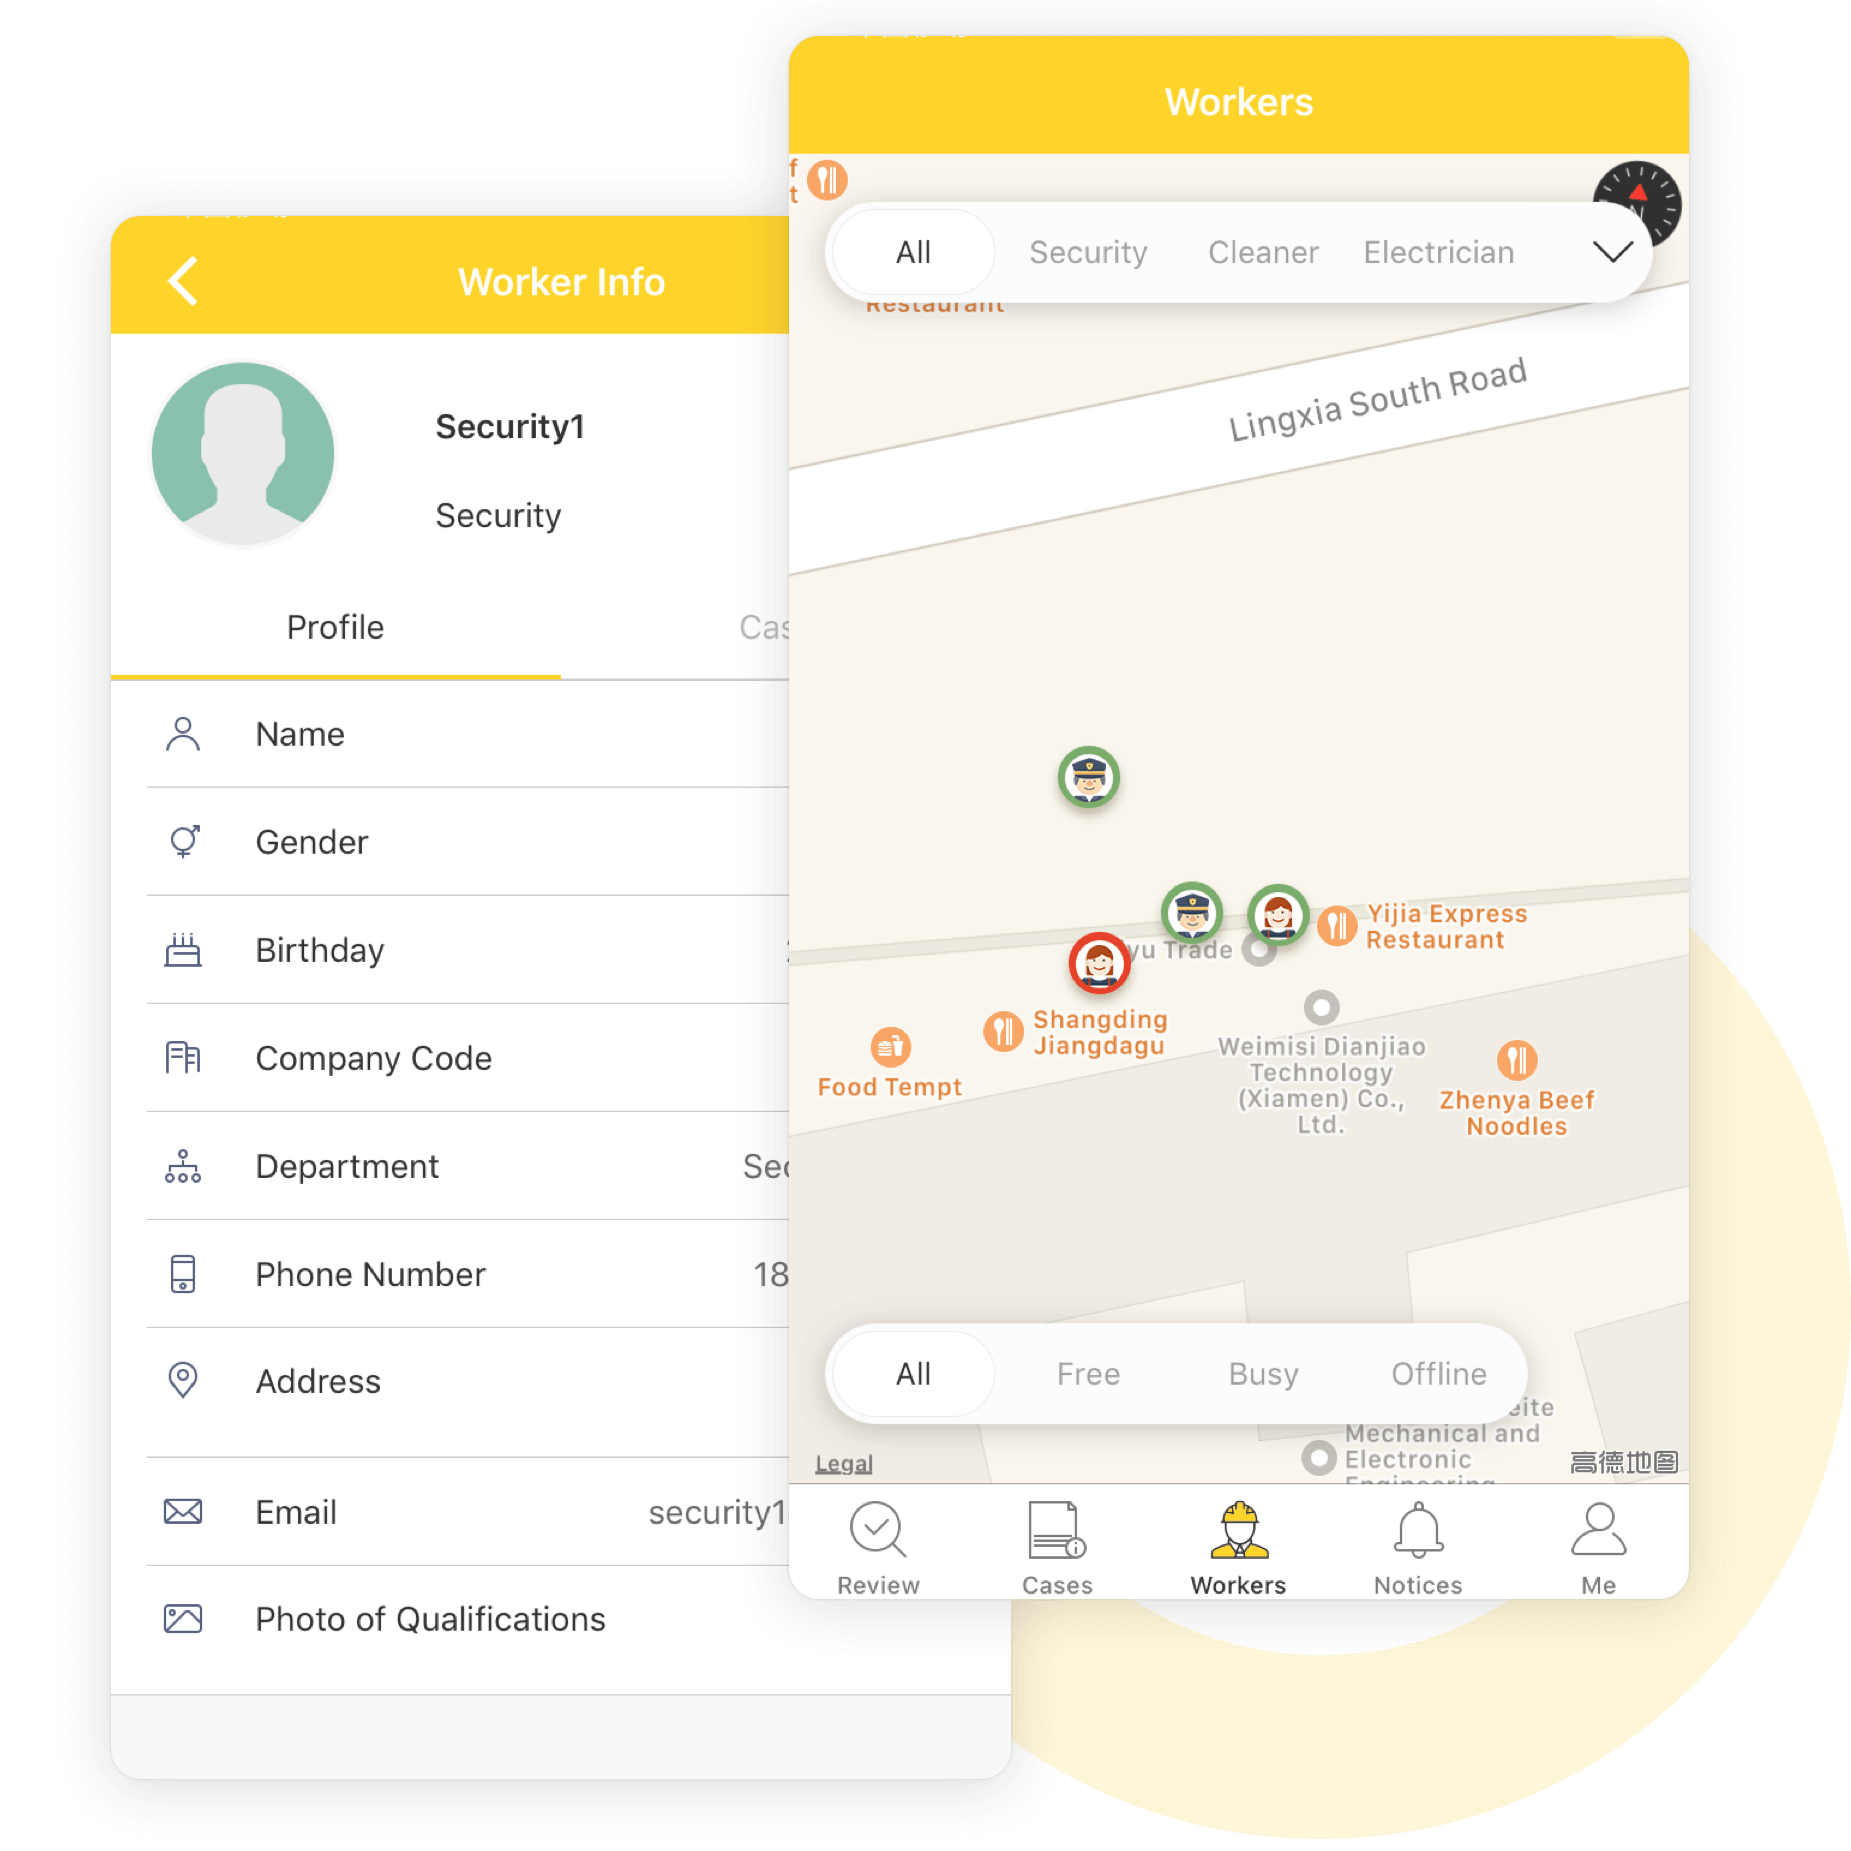 Worker Info
Security1
Security
Profile
Name
Gender
Birthday
Company Code
Department
Phone Number
18
Address
Email
security1
Photo of Qualifications
Workers
All
Security
Cleaner
Electrician
Restaurant
Lingxia South Road
Yijia Express
Restaurant
yu Trade
Shangding
Jiangdagu
Food Tempt
Weimisi Dianjiao
Technology
(Xiamen) Co.,
Ltd.
Zhenya Beef
Noodles
All
Free
Busy
Offline
eite
Mechanical and
Electronic
Engineering
Legal
高德地图
Review
Cases
Workers
Notices
Me